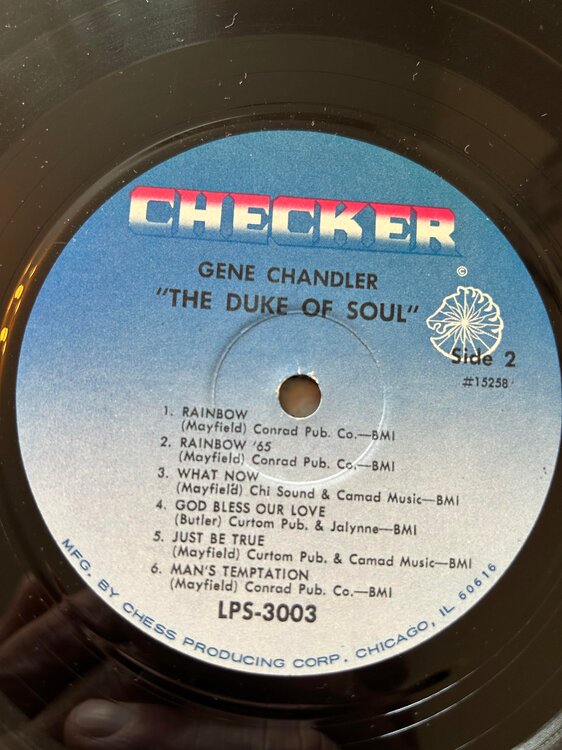 CHECKER
GENE CHANDLER
©
"THE DUKE OF SOUL"
Side 2
#15258
1. RAINBOW
(Mayfield) Conrad Pub. Co.—BMI
2. RAINBOW '65
(Mayfield) Conrad Pub. Co.—BMI
3. WHAT NOW
(Mayfield) Chi Sound & Camad Music—BMI
4. GOD BLESS OUR LOVE
(Butler) Curtom Pub. & Jalynne—BMI
5. JUST BE TRUE
(Mayfield) Curtom Pub. & Camad Music—BMI
6. MAN'S TEMPTATION
(Mayfield) Conrad Pub. Co.—BMI
LPS-3003
MFG. BY CHESS PRODUCING CORP. CHICAGO, IL 60616